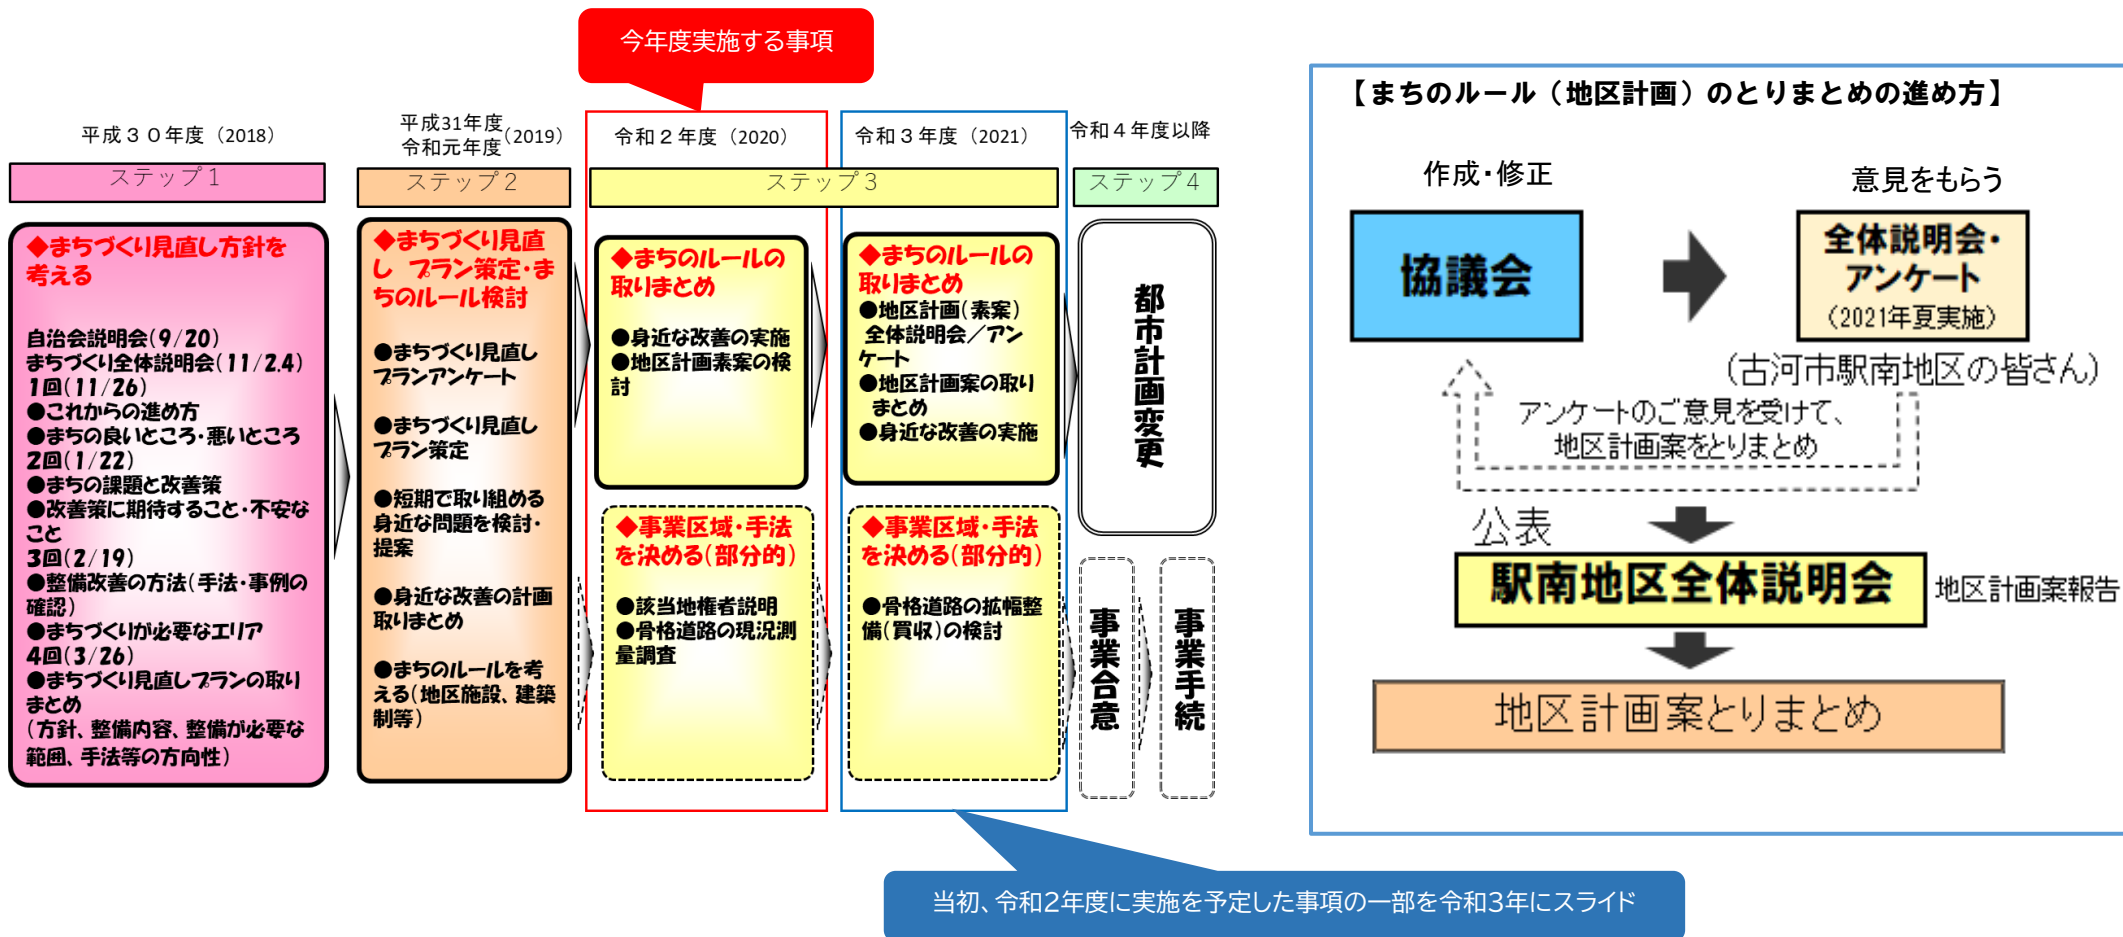 今年度実施する事項
平成３０年度（2018）
ステップ１
◆まちづくり見直し方針を
考える
自治会説明会(9/20)
まちづくり全体説明会(11/2.4)
1回(11/26)
●これからの進め方
●まちの良いところ・悪いところ
2回(1/22)
●まちの課題と改善策
●改善策に期待すること・不安な
こと
3回(2/19)
●整備改善の方法(手法・事例の
確認)
●まちづくりが必要なエリア
4回(3/26)
●まちづくり見直しプランの取り
まとめ
(方針、整備内容、整備が必要な
範囲、手法等の方向性)
平成31年度
令和元年度（2019）
ステップ２
◆まちづくり見直
し　プラン策定・ま
ちのルール検討
●まちづくり見直し
プランアンケート
●まちづくり見直し
プラン策定
●短期で取り組める
身近な問題を検討・
提案
●身近な改善の計画
取りまとめ
●まちのルールを考
える(地区施設、建築
制等)
令和２年度（2020）
令和３年度（2021）
ステップ３
◆まちのルールの
取りまとめ
●身近な改善の実施
●地区計画素案の検
討
◆事業区域・手法
を決める(部分的)
●該当地権者説明
●骨格道路の現況測
量調査
◆まちのルールの
取りまとめ
●地区計画(素案)
全体説明会／アン
ケート
●地区計画案の取り
まとめ
●身近な改善の実施
◆事業区域・手法
を決める(部分的)
●骨格道路の拡幅整
備(買収)の検討
令和４年度以降
ステップ４
都市計画変更
事業合意
事業手続
当初、令和2年度に実施を予定した事項の一部を令和3年にスライド
【まちのルール（地区計画）のとりまとめの進め方】
作成・修正
協議会
意見をもらう
全体説明会・
アンケート
（2021年夏実施）
（古河市駅南地区の皆さん）
アンケートのご意見を受けて、
地区計画案をとりまとめ
公表
駅南地区全体説明会
地区計画案報告
地区計画案とりまとめ